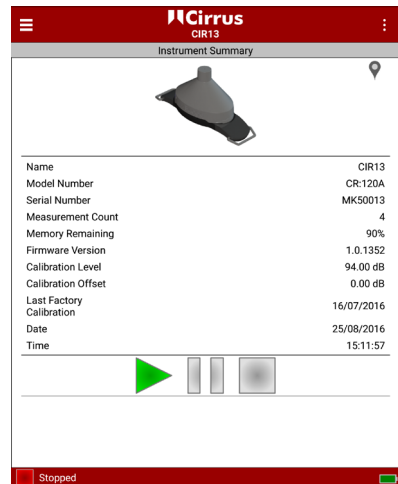 Cirrus
CIR13
Instrument Summary
Name CIR13
Model Number CR:120A
Serial Number MK50013
Measurement Count 4
Memory Remaining 90%
Firmware Version 1.0.1352
Calibration Level 94.00 dB
Calibration Offset 0.00 dB
Last Factory
Calibration 16/07/2016
Date 25/08/2016
Time 15:11:57
Stopped